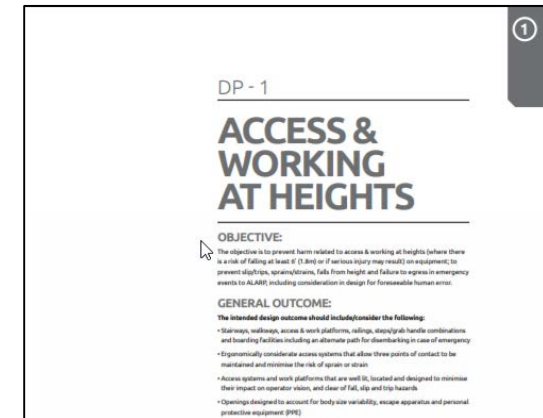 1
DP - 1
ACCESS &
WORKING
AT HEIGHTS
OBJECTIVE:
The objective is to prevent harm related to access & working at heights (where there
is a risk of falling at least 6' (1.8m) or if serious injury may result) on equipment; to
prevent slip/trips, sprains/strains, falls from height and failure to egress in emergency
events to ALARP, including consideration in design for foreseeable human error.
GENERAL OUTCOME:
The intended design outcome should include/consider the following:
• Stairways, walkways, access & work platforms, railings, steps/grab handle combinations
and boarding facilities including an alternate path for disembarking in case of emergency
• Ergonomically considerate access systems that allow three points of contact to be
maintained and minimise the risk of sprain or strain
• Access systems and work platforms that are well lit, located and designed to minimise
their impact on operator vision, and clear of fall, slip and trip hazards
• Openings designed to account for body size variability, escape apparatus and personal
protective equipment (PPE)